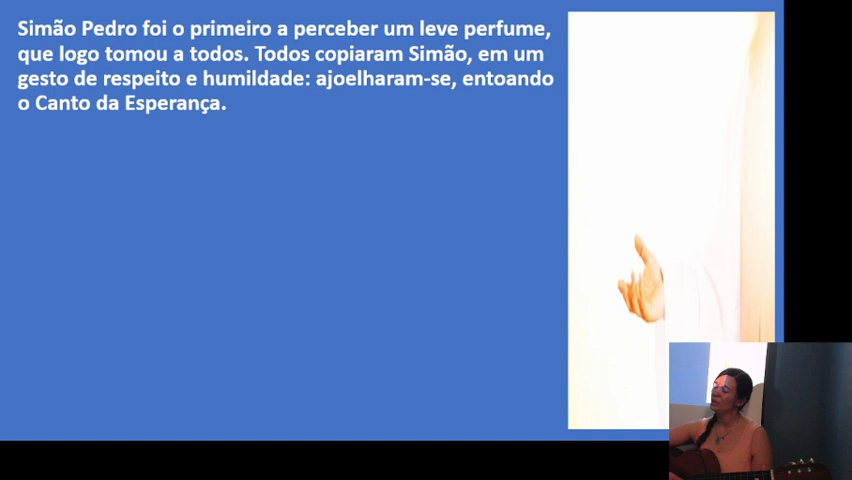 Simão Pedro foi o primeiro a perceber um leve perfume,
que logo tomou a todos. Todos copiaram Simão, em um
gesto de respeito e humildade: ajoelharam-se, entoando
o Canto da Esperança.